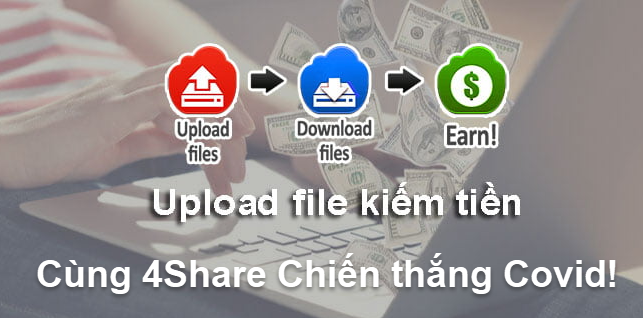 Upload
files
Download
files
Earn!
$
Upload file kiếm tiền
Cùng 4Share Chiến thắng Covid!